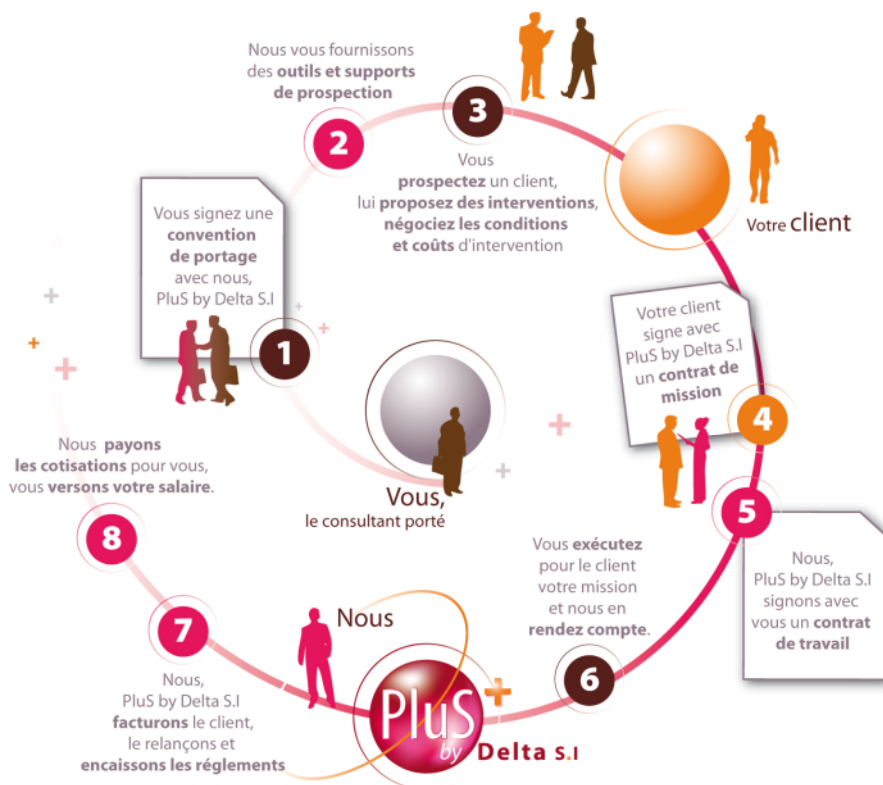 Vous signez une
convention
de portage
avec nous,
PluS by Delta S.I
1
Nous vous fournissons
des outils et supports
de prospection
2
3
Vous
prospectez un client,
lui proposez des interventions,
négociez les conditions
et coûts d'intervention
Votre client
Votre client
signe avec
PluS by Delta S.I
un contrat de
mission
4
5
Nous,
PluS by Delta S.I
signons avec
vous un contrat
de travail
Vous exécutez
pour le client
votre mission
et nous en
rendez compte.
6
Vous,
le consultant porté
Nous
PluS
by Delta S.I
7
Nous,
PluS by Delta S.I
facturons le client,
le relançons et
encaissons les réglements
8
Nous payons
les cotisations pour vous,
vous versons votre salaire.